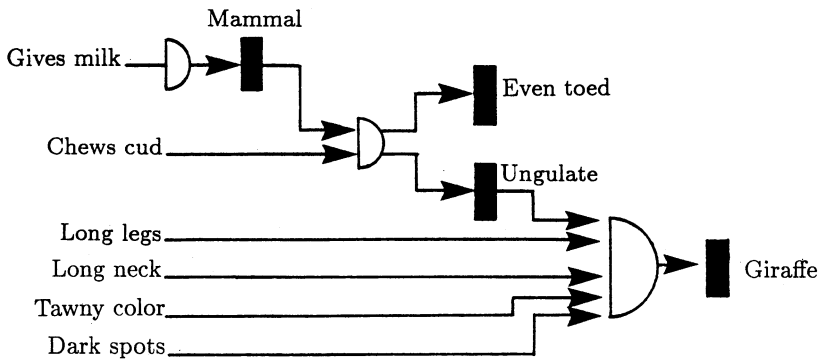 Mammal
Gives milk
Even toed
Chews cud
Ungulate
Long legs
Long neck
Giraffe
Tawny color
Dark spots